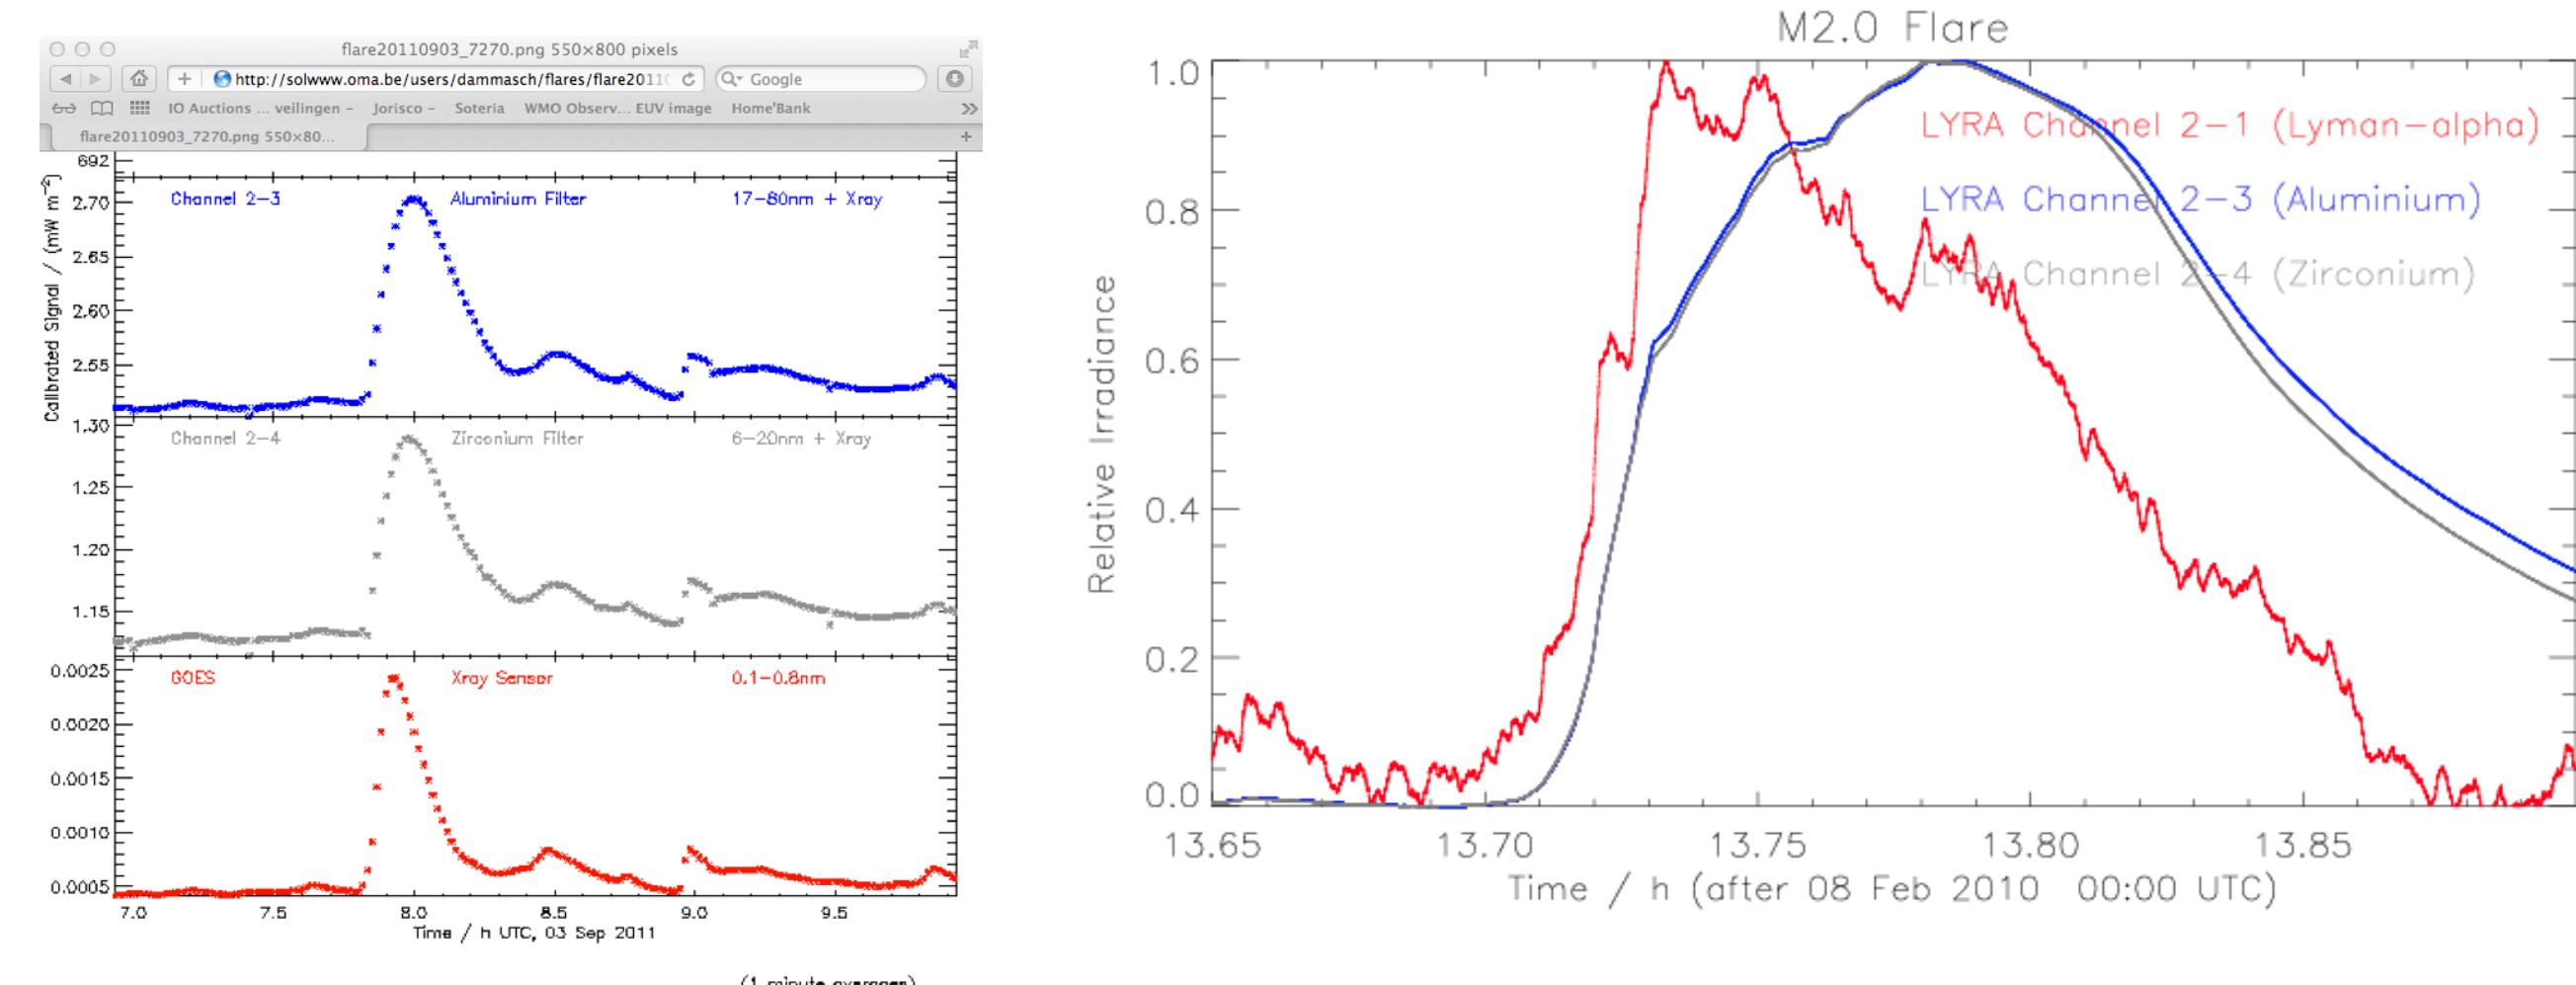 flare20110903_7270.png 550×800 pixels
http://solwww.oma.be/users/dammasch/flares/flare2011
Google
IO Auctions ... veilingen – Jorisco – Soteria WMO Observ... EUV image Home'Bank
flare20110903_7270.png 550×80...
692
Calibrated Signal / (mW m⁻²)
Channel 2–3 Aluminium Filter 17–80nm + Xray
2.70
2.65
2.60
2.55
1.30
Channel 2–4 Zirconium Filter 6–20nm + Xray
1.25
1.20
1.15
0.0025
GOES Xray Sensor 0.1–0.8nm
0.0020
0.0015
0.0010
0.0005
7.0 7.5 8.0 8.5 9.0 9.5
Time / h UTC, 03 Sep 2011
(1 minute averages)
M2.0 Flare
Relative Irradiance
1.0
LYRA Channel 2–1 (Lyman–alpha)
0.8
LYRA Channel 2–3 (Aluminium)
LYRA Channel 2–4 (Zirconium)
0.6
0.4
0.2
0.0
13.65 13.70 13.75 13.80 13.85
Time / h (after 08 Feb 2010 00:00 UTC)